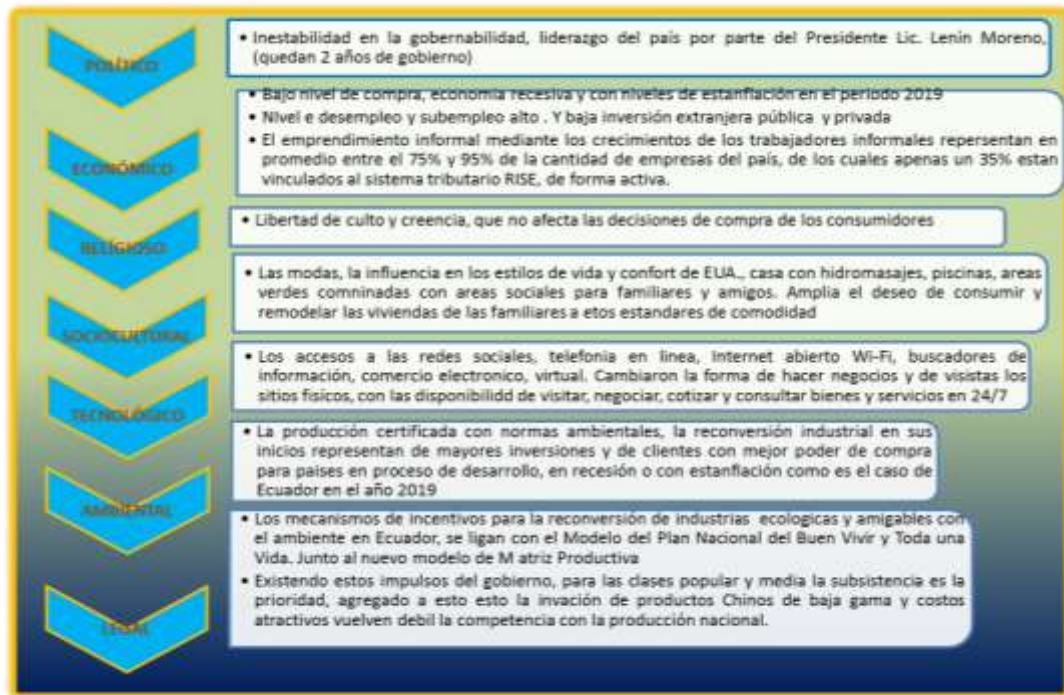 POLÍTICO
• Inestabilidad en la gobernabilidad, liderazgo del país por parte del Presidente Lic. Lenin Moreno,
(quedan 2 años de gobierno)
ECONÓMICO
• Bajo nivel de compra, economía recesiva y con niveles de estanflación en el periodo 2019
• Nivel e desempleo y subempleo alto . Y baja inversión extranjera pública y privada
• El emprendimiento informal mediante los crecimientos de los trabajadores informales repersentan en
promedio entre el 75% y 95% de la cantidad de empresas del país, de los cuales apenas un 35% estan
vinculados al sistema tributario RISE, de forma activa.
RELÍGIOSO
• Libertad de culto y creencia, que no afecta las decisiones de compra de los consumidores
SOCIOCULTURAL
• Las modas, la influencia en los estilos de vida y confort de EUA., casa con hidromasajes, piscinas, areas
verdes comninadas con areas sociales para familiares y amigos. Amplia el deseo de consumir y
remodelar las viviendas de las familiares a etos estandares de comodidad
TECNOLÓGICO
• Los accesos a las redes sociales, telefonia en linea, Internet abierto Wi-Fi, buscadores de
información, comercio electronico, virtual. Cambiaron la forma de hacer negocios y de visistas los
sitios fisicos, con las disponibilidd de visitar, negociar, cotizar y consultar bienes y servicios en 24/7
AMBIENTAL
• La producción certificada con normas ambientales, la reconversión industrial en sus
inicios representan de mayores inversiones y de clientes con mejor poder de compra
para paises en proceso de desarrollo, en recesión o con estanflación como es el caso de
Ecuador en el año 2019
LEGAL
• Los mecanismos de incentivos para la reconversión de industrias ecologicas y amigables con
el ambiente en Ecuador, se ligan con el Modelo del Plan Nacional del Buen Vivir y Toda una
Vida. Junto al nuevo modelo de M atriz Productiva
• Existendo estos impulsos del gobierno, para las clases popular y media la subsistencia es la
prioridad, agregado a esto esto la invación de productos Chinos de baja gama y costos
atractivos vuelven debil la competencia con la producción nacional.